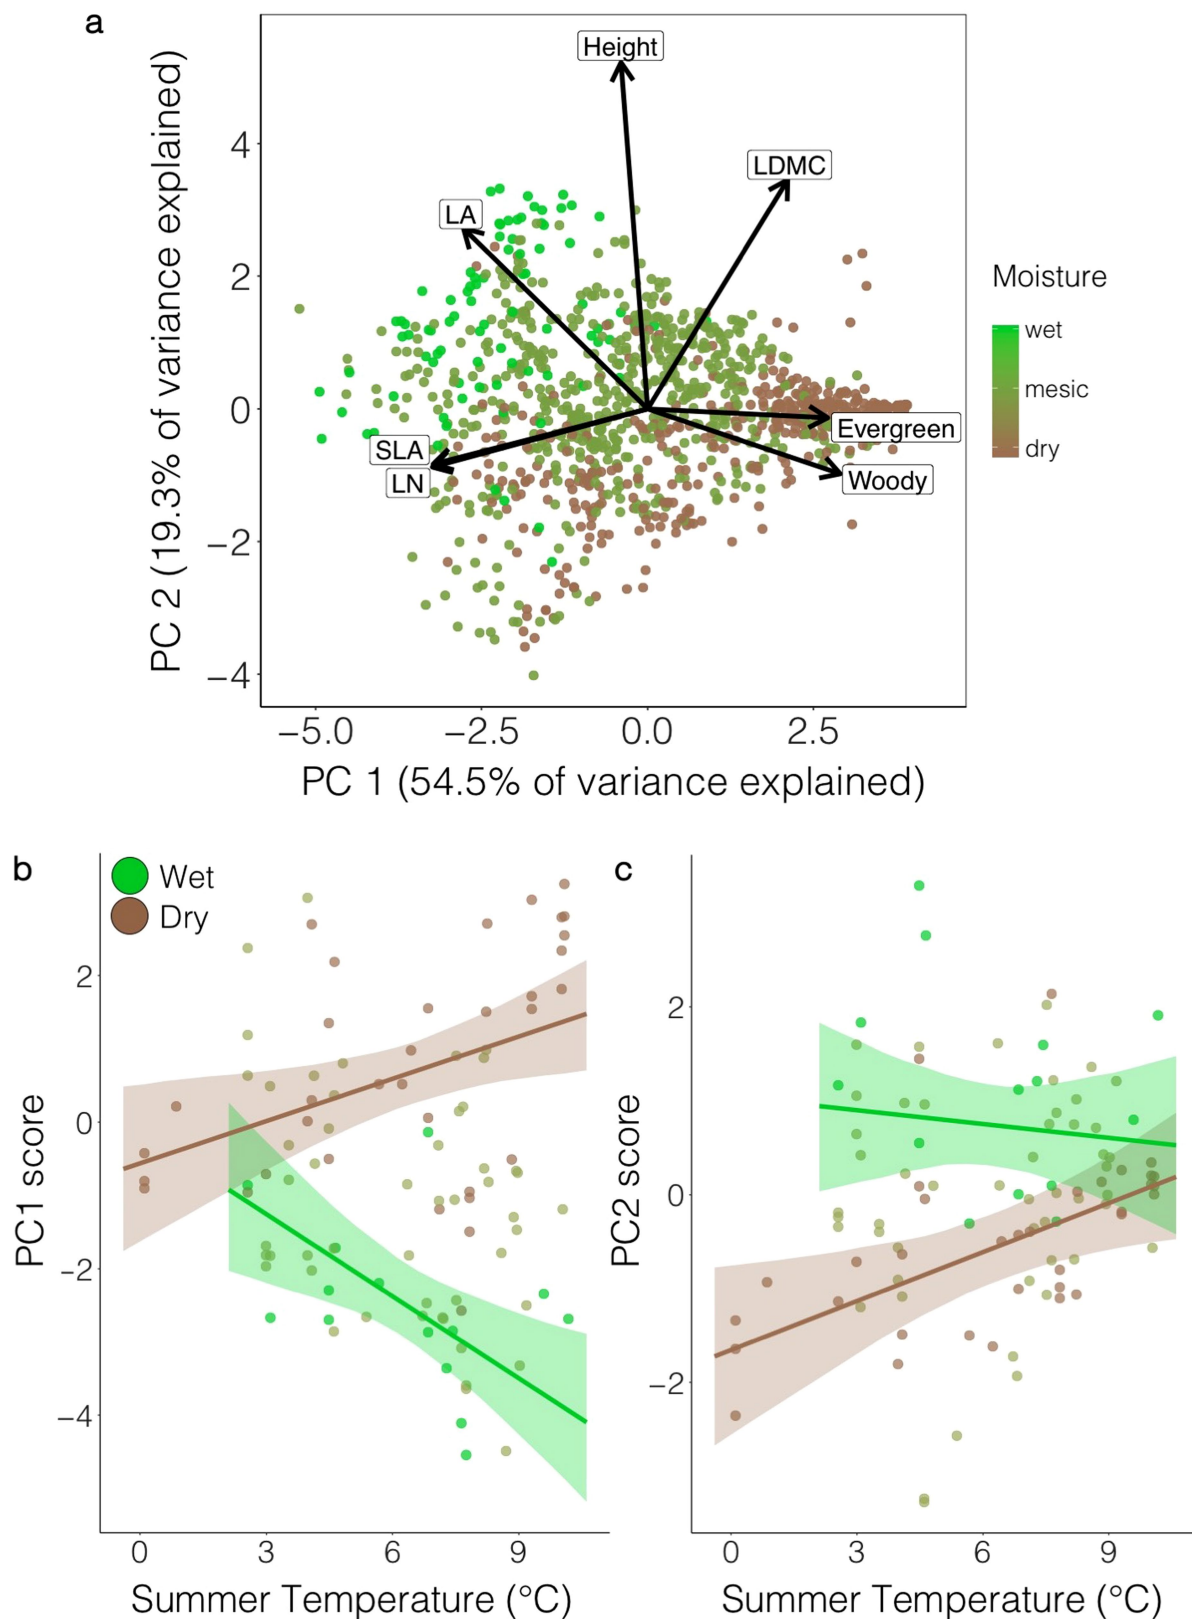 a
Height
LDMC
LA
SLA
LN
Evergreen
Woody
PC 2 (19.3% of variance explained)
4
2
0
−2
−4
−5.0 −2.5 0.0 2.5
PC 1 (54.5% of variance explained)
Moisture
wet
mesic
dry
b
Wet
Dry
PC1 score
2
0
−2
−4
0 3 6 9
Summer Temperature (°C)
c
PC2 score
2
0
−2
0 3 6 9
Summer Temperature (°C)